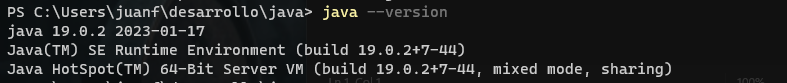 PS C:\Users\juanf\desarrollo\java> java --version
java 19.0.2 2023-01-17
Java(TM) SE Runtime Environment (build 19.0.2+7-44)
Java HotSpot(TM) 64-Bit Server VM (build 19.0.2+7-44, mixed mode, sharing)
100%